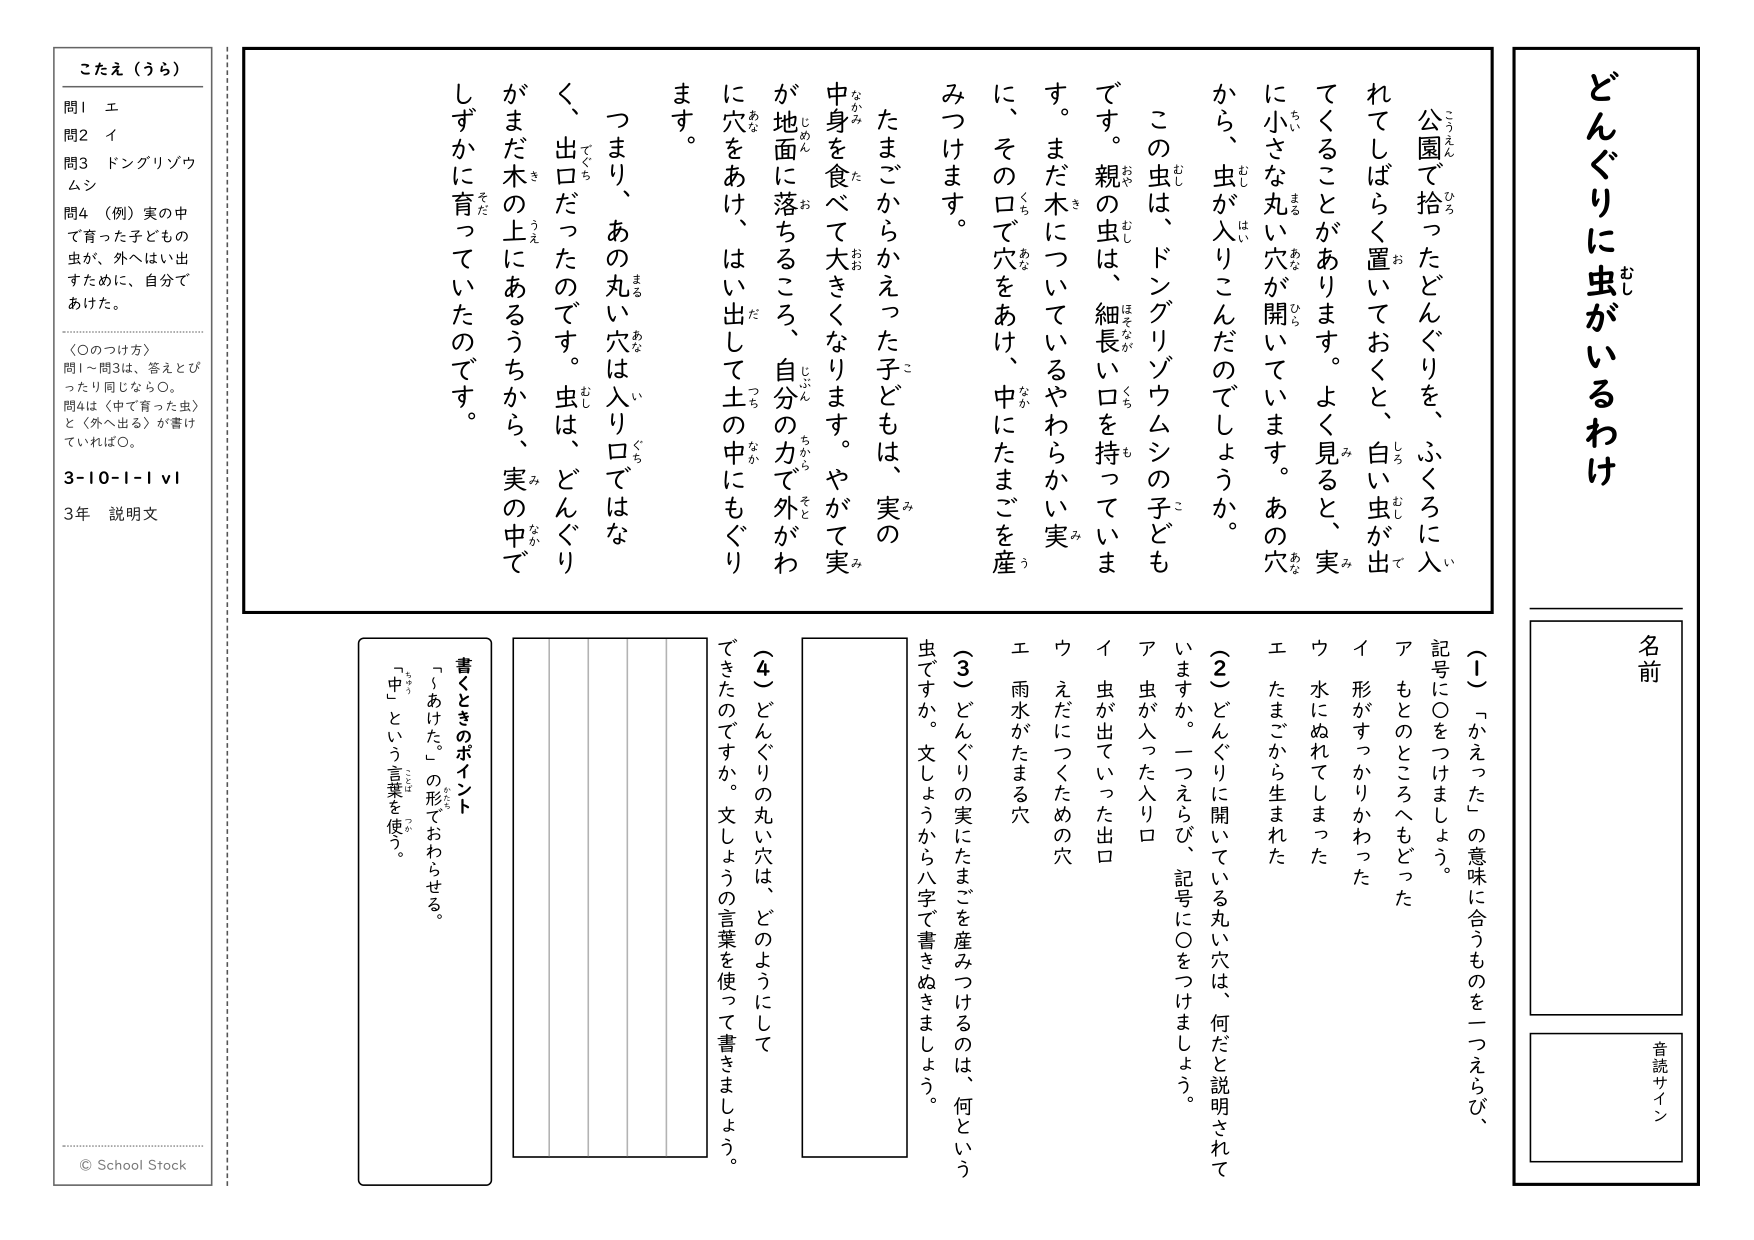 どんぐりに虫がいるわけ
名前
音読サイン
公園で拾ったどんぐりを、ふくろに入
れてしばらく置いておくと、白い虫が出
てくることがあります。よく見ると、実
に小さな丸い穴が開いています。あの穴
から、虫が入りこんだのでしょうか。
この虫は、ドングリゾウムシの子ども
です。親の虫は、細長い口を持っていま
す。まだ木についているやわらかい実
に、その口で穴をあけ、中にたまごを産
みつけます。
たまごからかえった子どもは、実の
中身を食べて大きくなります。やがて実
が地面に落ちるころ、自分の力で外がわ
に穴をあけ、はい出して土の中にもぐり
ます。
つまり、あの丸い穴は入り口ではな
く、出口だったのです。虫は、どんぐり
がまだ木の上にあるうちから、実の中で
しずかに育っていたのです。
(1)「かえった」の意味に合うものを一つえらび、
記号に〇をつけましょう。
ア もとのところへもどった
イ 形がすっかりかわった
ウ 水にぬれてしまった
エ たまごから生まれた
(2)どんぐりに開いている丸い穴は、何だと説明されて
いますか。一つえらび、記号に〇をつけましょう。
ア 虫が入った入り口
イ 虫が出ていった出口
ウ えだにつくための穴
エ 雨水がたまる穴
(3)どんぐりの実にたまごを産みつけるのは、何という
虫ですか。文しょうから八字で書きぬきましょう。
(4)どんぐりの丸い穴は、どのようにして
できたのですか。文しょうの言葉を使って書きましょう。
書くときのポイント
「〜あけた。」の形でおわらせる。
「中」という言葉を使う。
こたえ(うら)
問1 エ
問2 イ
問3 ドングリゾウ
ムシ
問4 (例)実の中
で育った子どもの
虫が、外へはい出
すために、自分で
あけた。
〈〇のつけ方〉
問1〜問3は、答えとぴ
ったり同じなら〇。
問4は〈中で育った虫〉
と〈外へ出る〉が書け
ていれば〇。
3-10-1-1 v1
3年 説明文
© School Stock